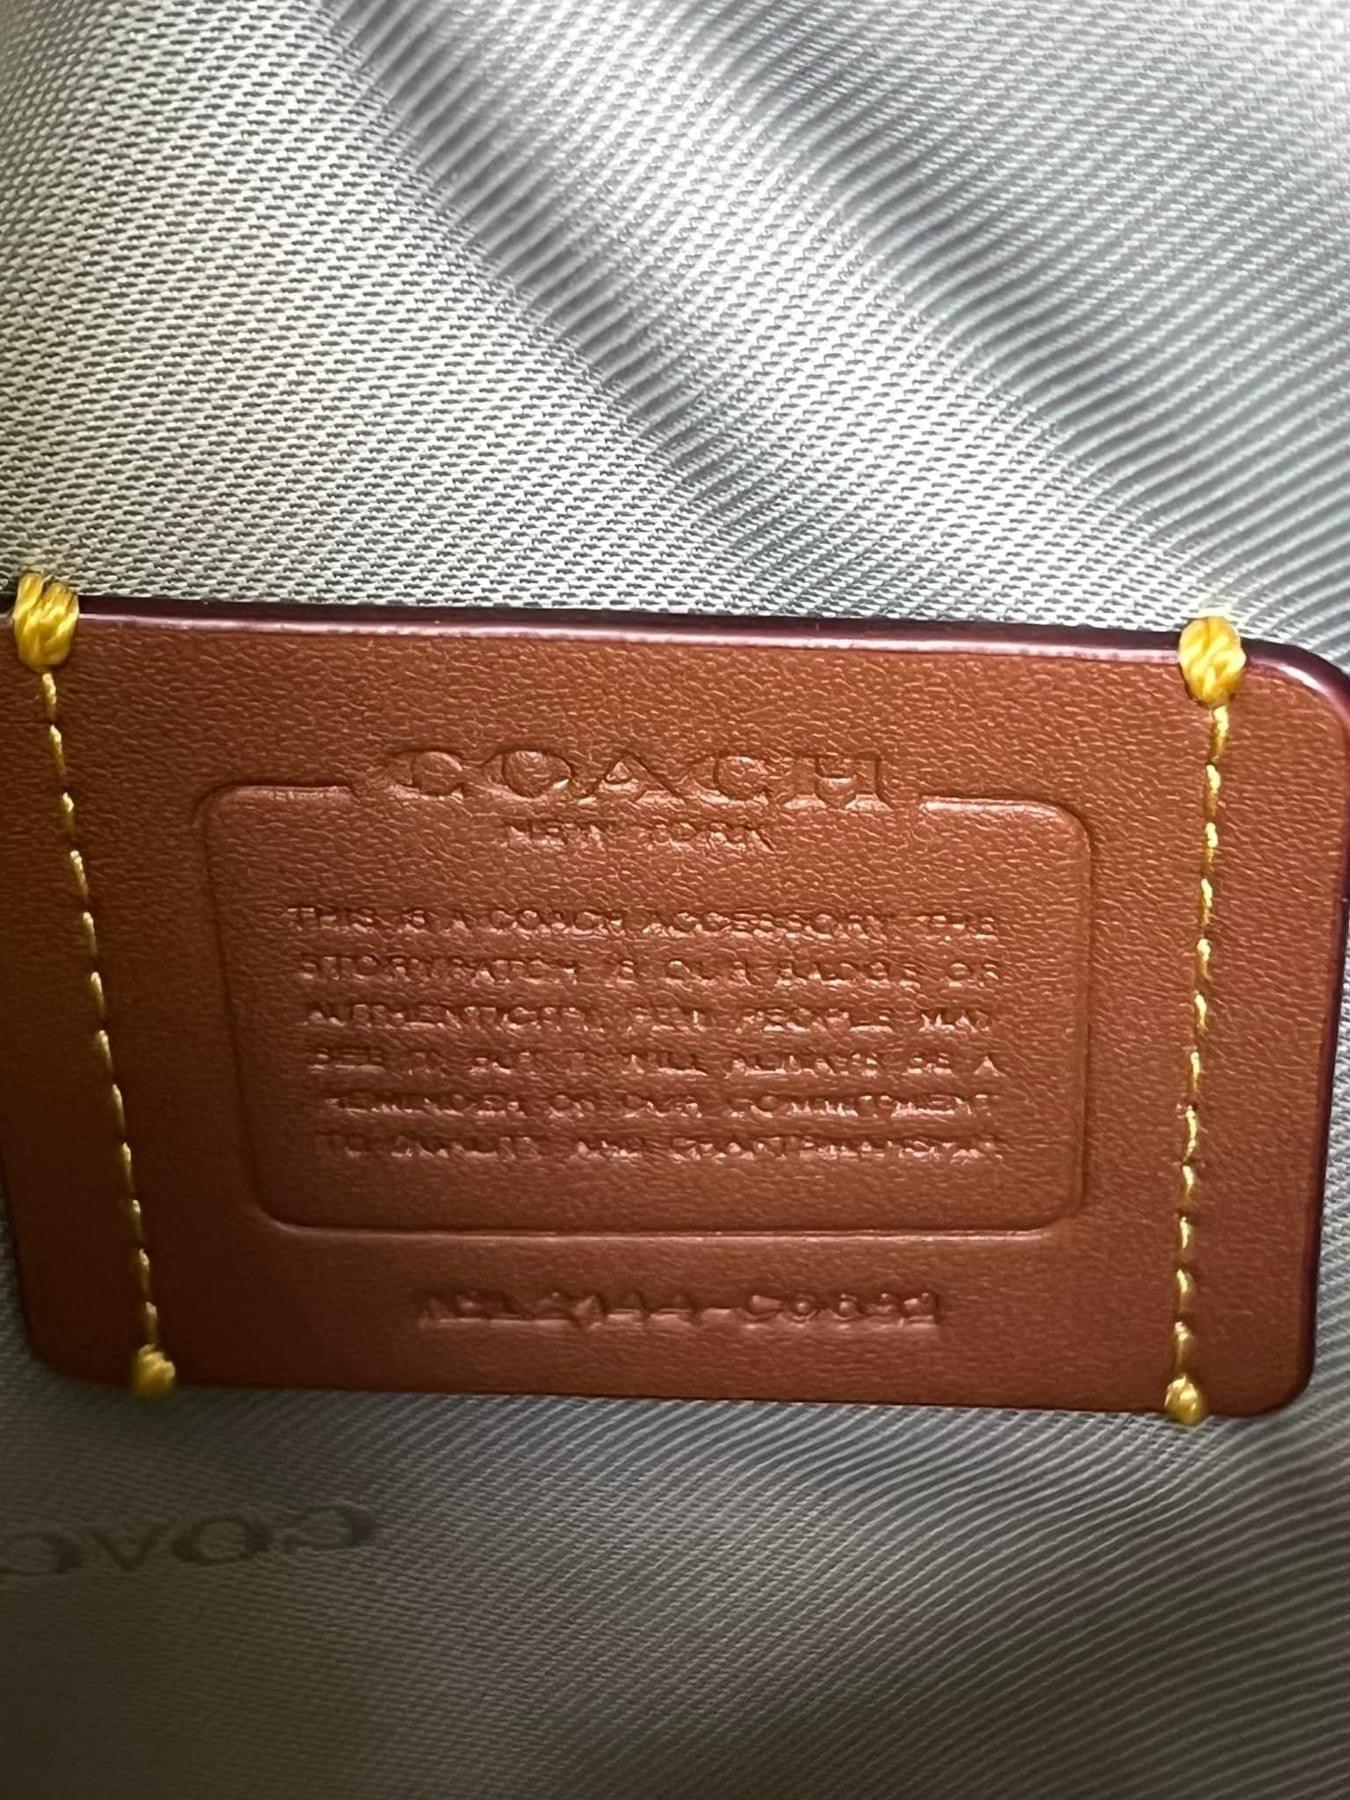 COACH
NEW YORK
THIS IS A COACH ACCESSORY. THE
STORYPATCH IS OUR BADGE OF
AUTHENTICITY. FEW PEOPLE MAY
SEE IT, BUT IT WILL ALWAYS BE A
REMINDER OF OUR COMMITMENT
TO QUALITY AND CRAFTSMANSHIP.
COAC